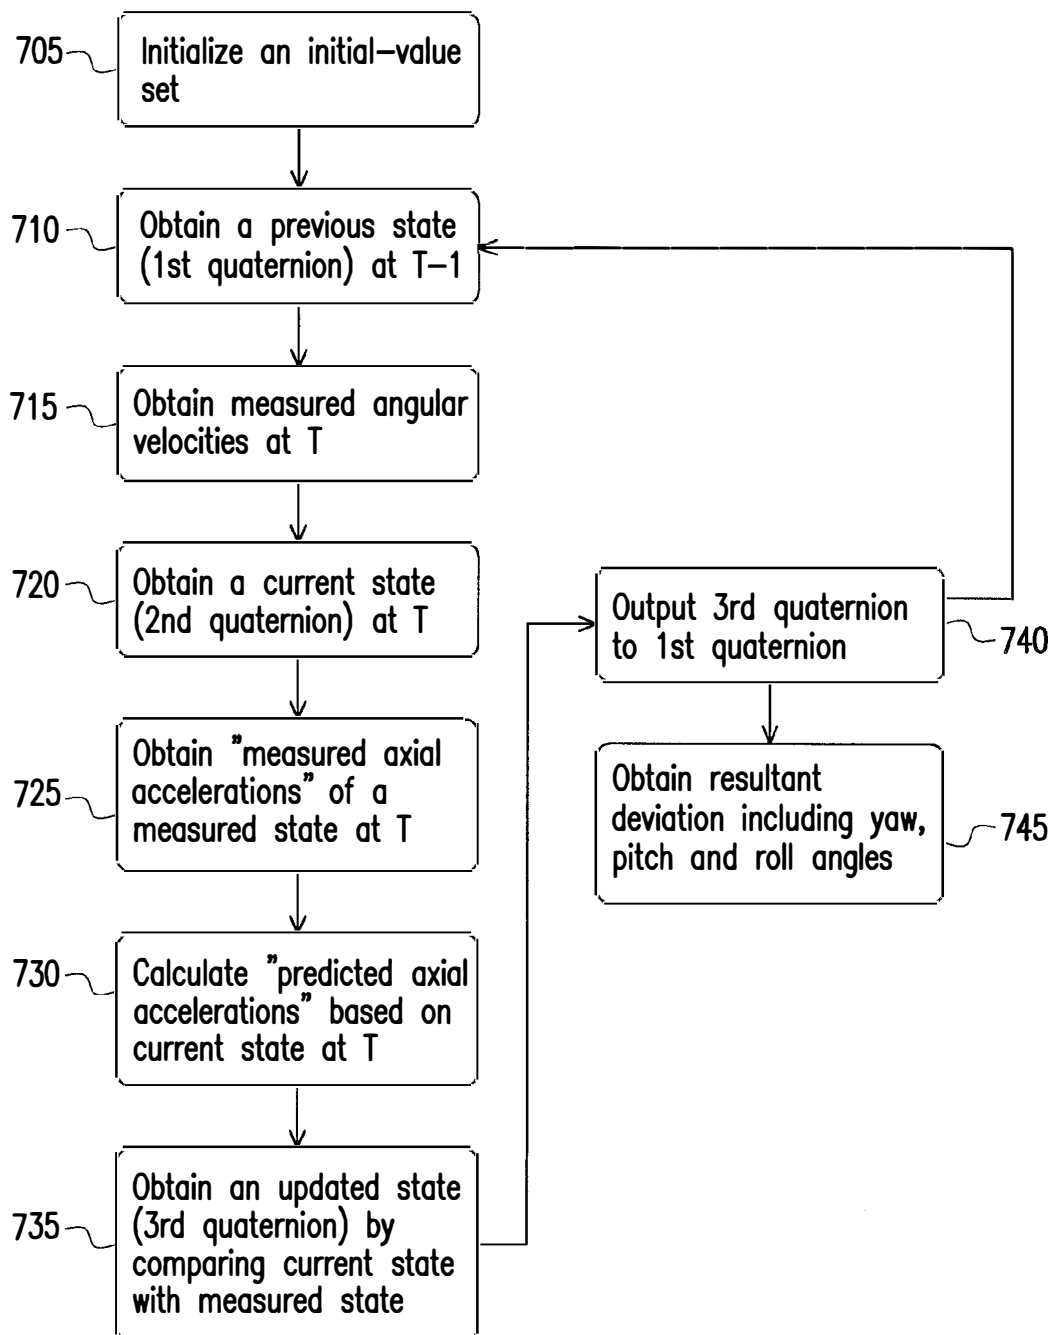 705
Initialize an initial-value
set
710
Obtain a previous state
(1st quaternion) at T-1
715
Obtain measured angular
velocities at T
720
Obtain a current state
(2nd quaternion) at T
725
Obtain "measured axial
accelerations" of a
measured state at T
730
Calculate "predicted axial
accelerations" based on
current state at T
735
Obtain an updated state
(3rd quaternion) by
comparing current state
with measured state
Output 3rd quaternion
to 1st quaternion
740
Obtain resultant
deviation including yaw,
pitch and roll angles
745